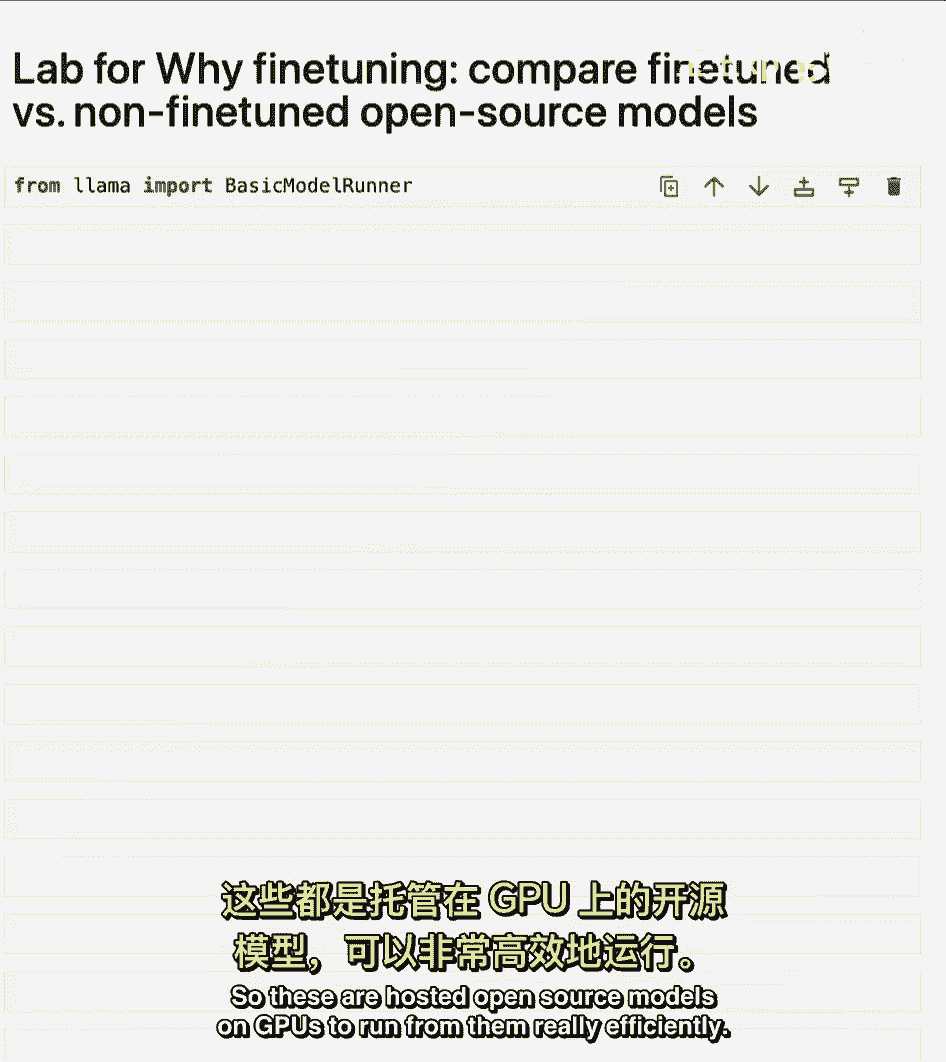 Lab for Why finetuning: compare finetuned
vs. non-finetuned open-source models
from llama import BasicModelRunner
这些都是托管在 GPU 上的开源
模型，可以非常高效地运行。
So these are hosted open source models
on GPUs to run from them really efficiently.